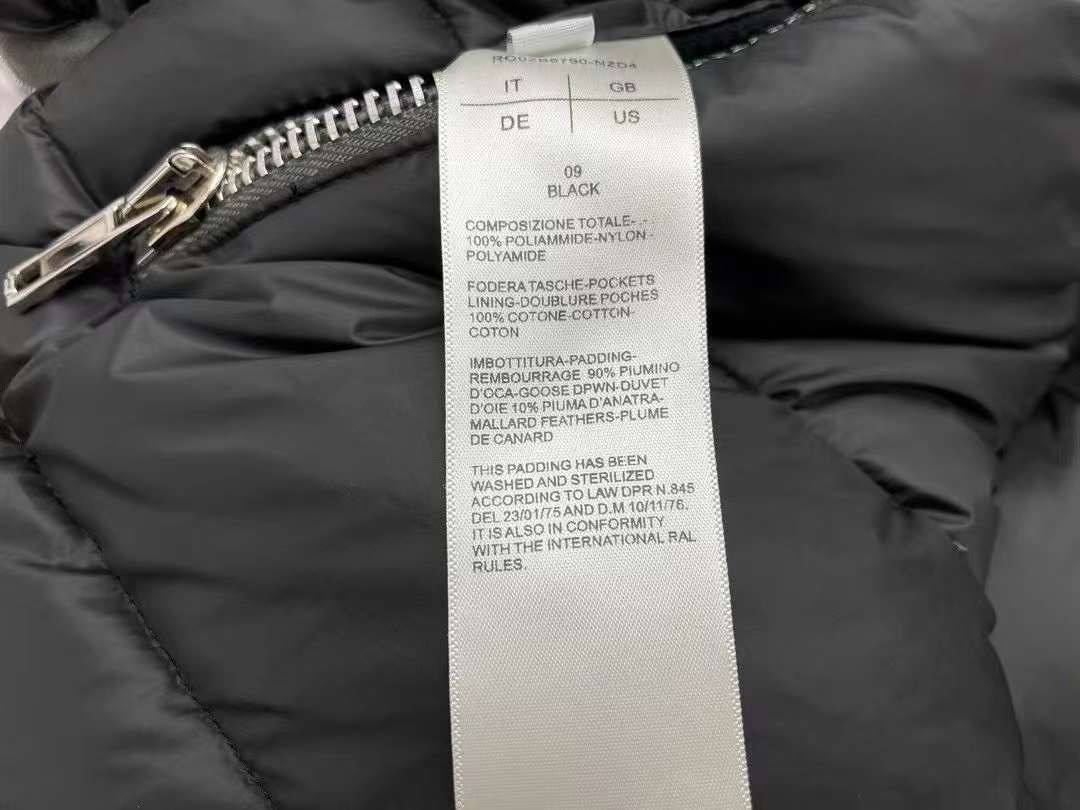 IT GB
DE US
09
BLACK
COMPOSIZIONE TOTALE- -
100% POLIAMMIDE-NYLON -
POLYAMIDE
FODERA TASCHE-POCKETS
LINING-DOUBLURE POCHES
100% COTONE-COTTON-
COTON
IMBOTTITURA-PADDING-
REMBOURRAGE 90% PIUMINO
D'OCA-GOOSE DPWN-DUVET
D'OIE 10% PIUMA D'ANATRA-
MALLARD FEATHERS-PLUME
DE CANARD
THIS PADDING HAS BEEN
WASHED AND STERILIZED
ACCORDING TO LAW DPR N.845
DEL 23/01/75 AND D.M 10/11/76.
IT IS ALSO IN CONFORMITY
WITH THE INTERNATIONAL RAL
RULES.